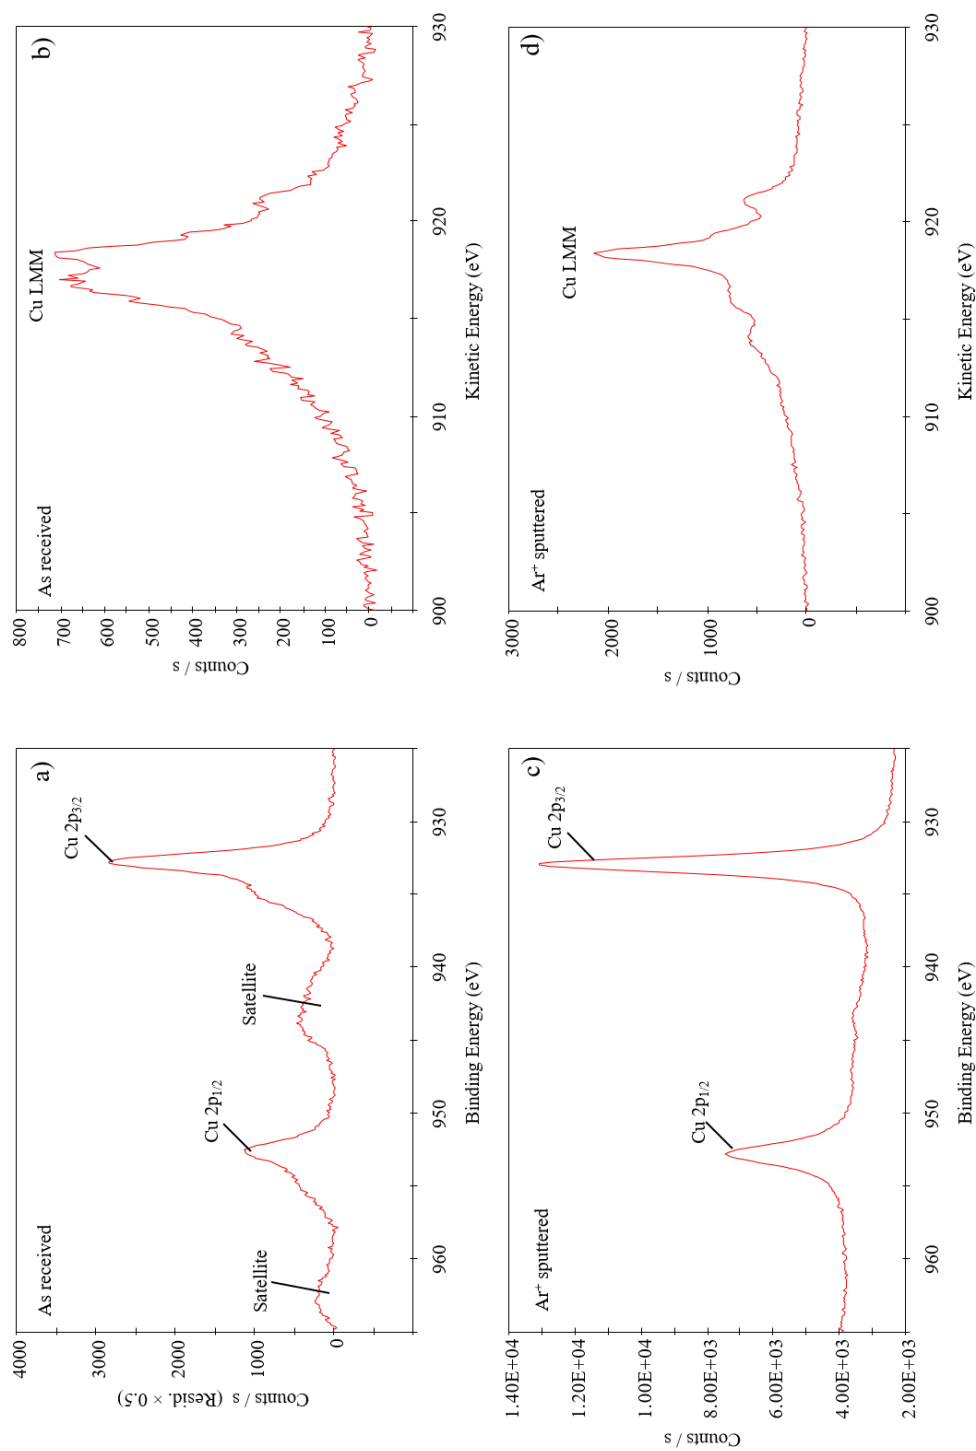 a)
As received
Cu 2p3/2
Cu 2p1/2
Satellite
Satellite
4000
3000
2000
1000
0
Counts / s (Resid. × 0.5)
960
950
940
930
Binding Energy (eV)
b)
As received
Cu LMM
800
700
600
500
400
300
200
100
0
Counts / s
900
910
920
930
Kinetic Energy (eV)
c)
Ar+ sputtered
Cu 2p3/2
Cu 2p1/2
1.40E+04
1.20E+04
1.00E+04
8.00E+03
6.00E+03
4.00E+03
2.00E+03
Counts / s
960
950
940
930
Binding Energy (eV)
d)
Ar+ sputtered
Cu LMM
3000
2000
1000
0
Counts / s
900
910
920
930
Kinetic Energy (eV)